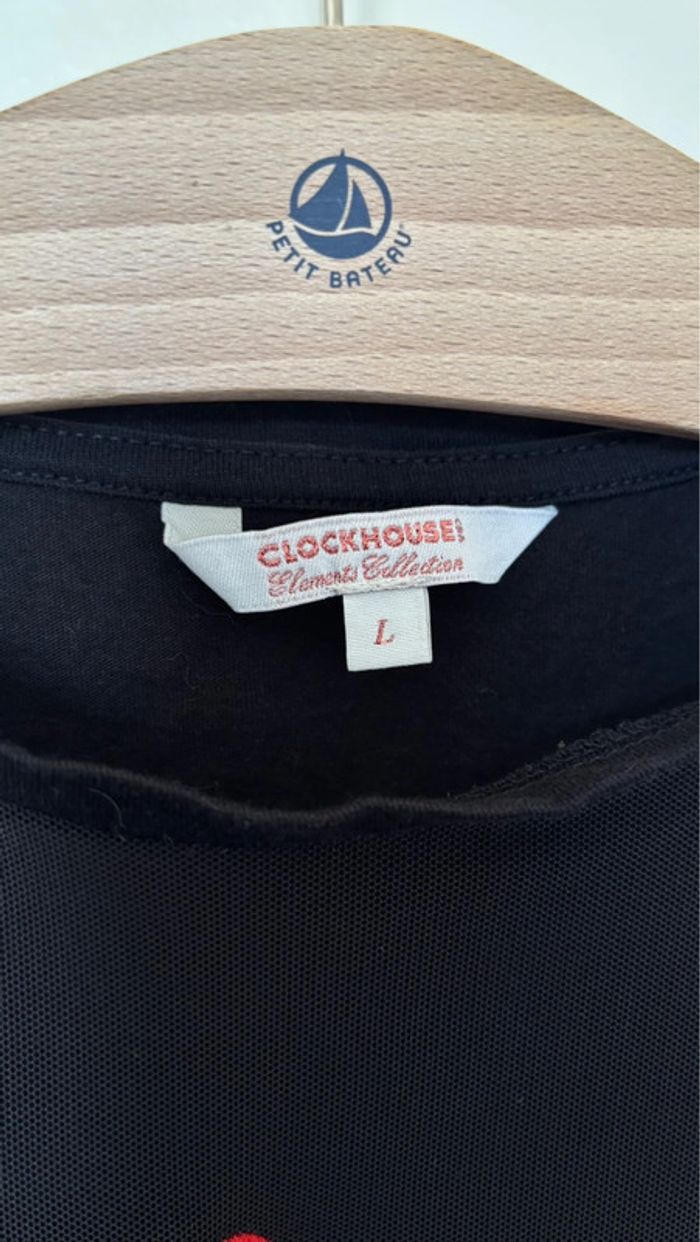 PETIT BATEAU
CLOCKHOUSE
Elements Collection
L